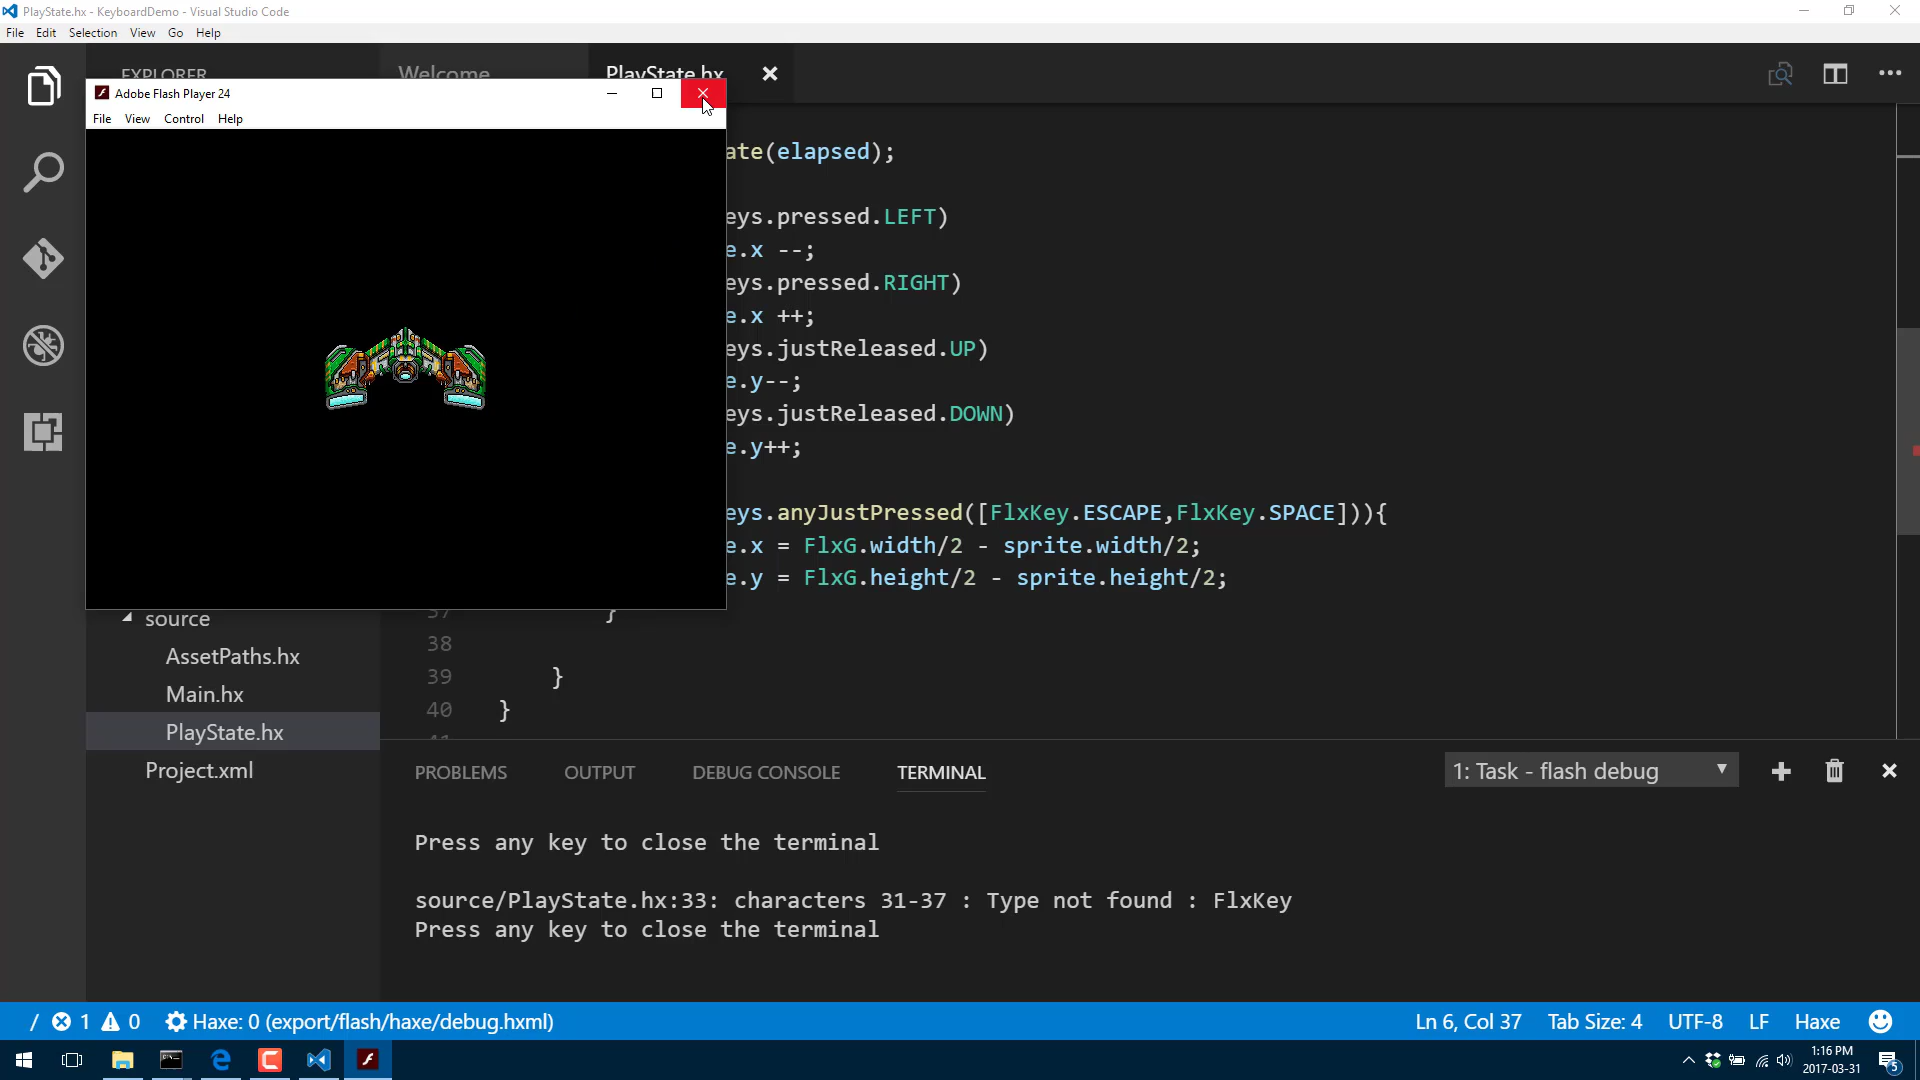 PlayState.hx - KeyboardDemo - Visual Studio Code
File Edit Selection View Go Help
EXPLORER
Welcome
PlayState.hx
Adobe Flash Player 24
File View Control Help
ate(elapsed);
eys.pressed.LEFT)
e.x --;
eys.pressed.RIGHT)
e.x ++;
eys.justReleased.UP)
e.y--;
eys.justReleased.DOWN)
e.y++;
eys.anyJustPressed([FlxKey.ESCAPE,FlxKey.SPACE])){
e.x = FlxG.width/2 - sprite.width/2;
e.y = FlxG.height/2 - sprite.height/2;
37 }
38
39 }
40 }
41
source
AssetPaths.hx
Main.hx
PlayState.hx
Project.xml
PROBLEMS OUTPUT DEBUG CONSOLE TERMINAL
1: Task - flash debug
Press any key to close the terminal
source/PlayState.hx:33: characters 31-37 : Type not found : FlxKey
Press any key to close the terminal
/ 1 0 Haxe: 0 (export/flash/haxe/debug.hxml)
Ln 6, Col 37 Tab Size: 4 UTF-8 LF Haxe
1:16 PM
2017-03-31
5